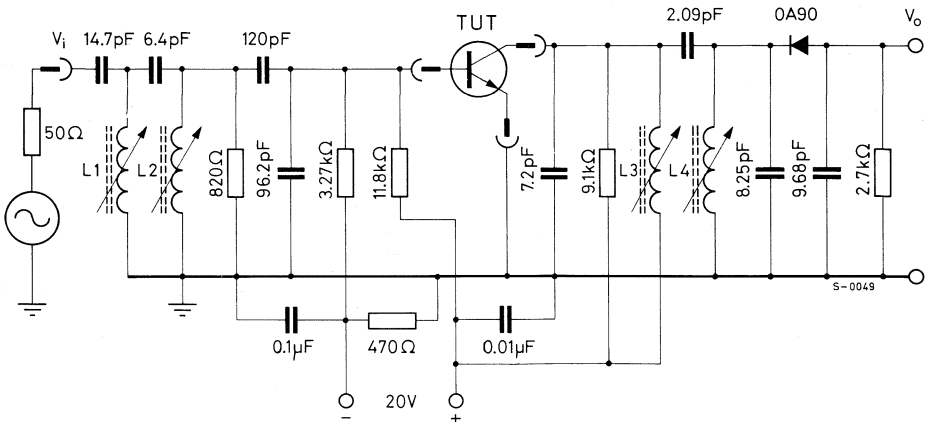 TUT
2.09pF
OA90
Vo
Vi
14.7pF
6.4pF
120pF
50Ω
L1
L2
820Ω
96.2pF
3.27kΩ
11.8kΩ
7.2pF
9.1kΩ
L3
L4
8.25pF
9.68pF
2.7kΩ
S-0049
0.1µF
470Ω
0.01µF
- 20V +